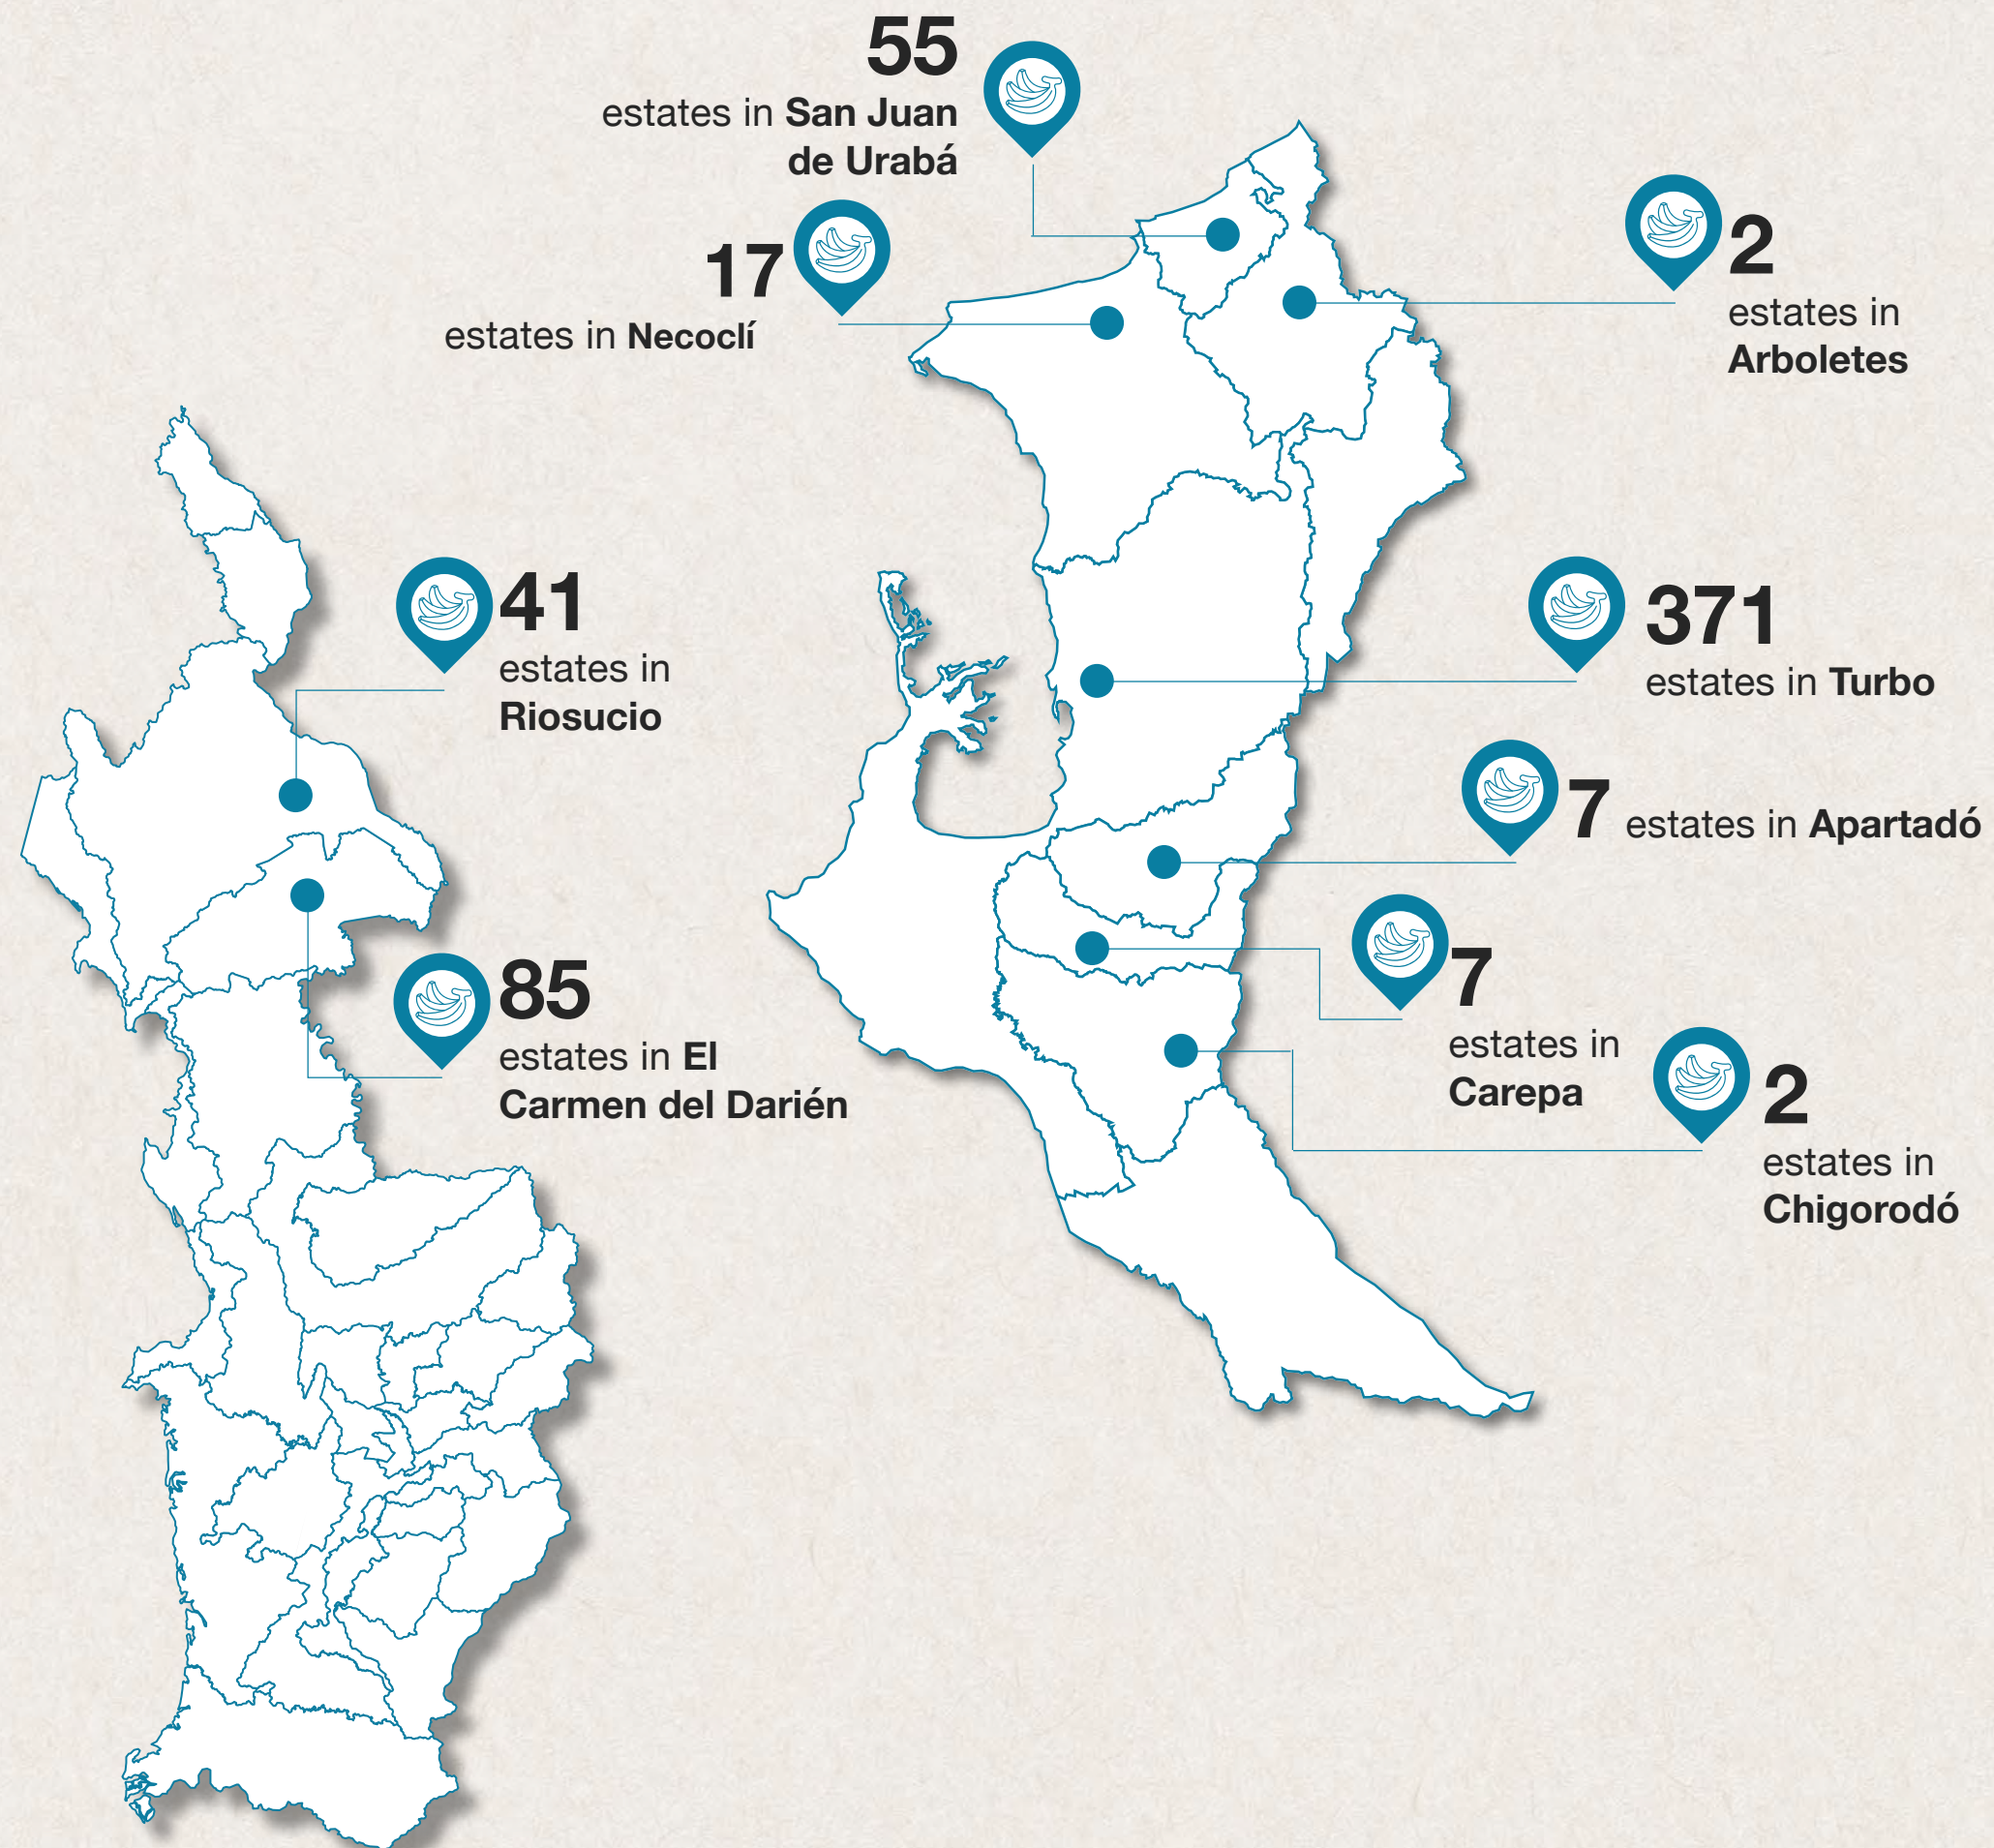 55
estates in San Juan
de Urabá
17
estates in Necoclí
2
estates in
Arboletes
41
estates in
Riosucio
371
estates in Turbo
7 estates in Apartadó
7
estates in
Carepa
85
estates in El
Carmen del Darién
2
estates in
Chigorodó